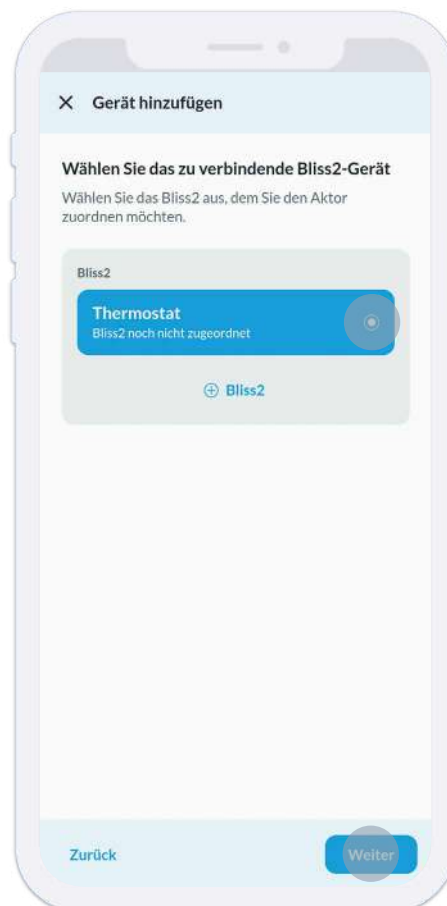 Gerät hinzufügen
Wählen Sie das zu verbindende Bliss2-Gerät
Wählen Sie das Bliss2 aus, dem Sie den Aktor
zuordnen möchten.
Bliss2
Thermostat
Bliss2 noch nicht zugeordnet
Bliss2
Zurück
Weiter